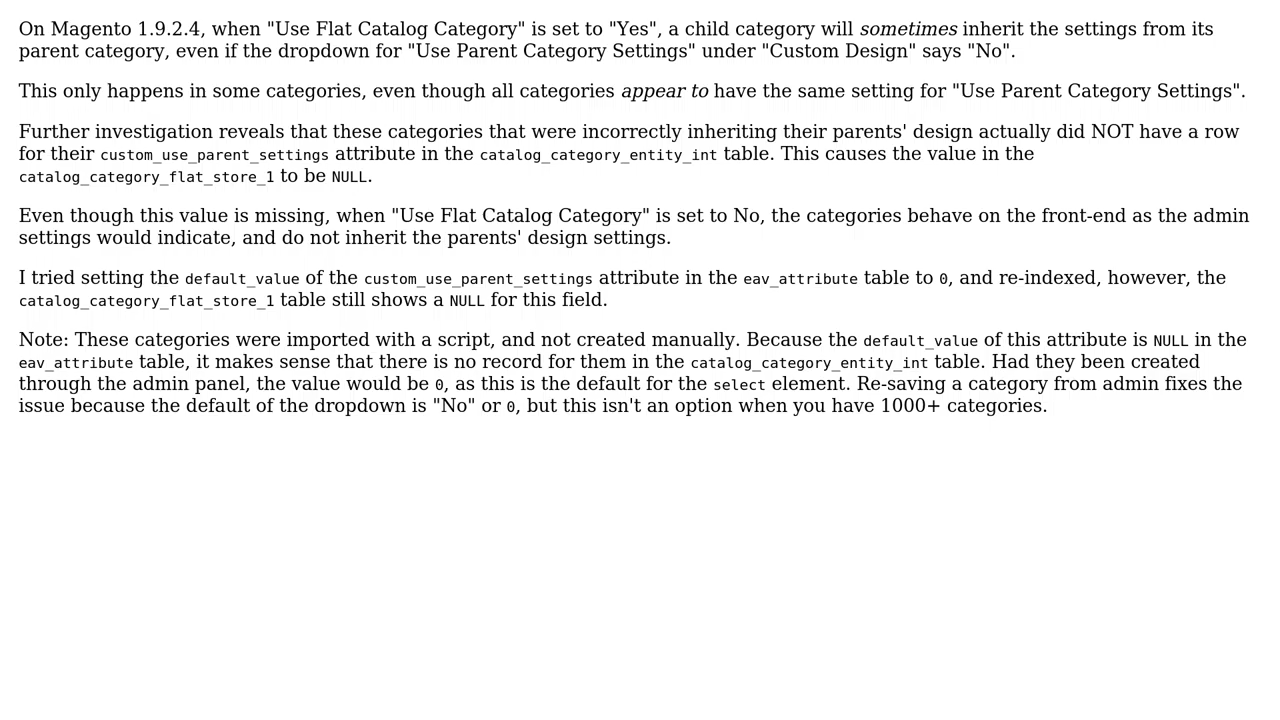 On Magento 1.9.2.4, when "Use Flat Catalog Category" is set to "Yes", a child category will sometimes inherit the settings from its
parent category, even if the dropdown for "Use Parent Category Settings" under "Custom Design" says "No".
This only happens in some categories, even though all categories appear to have the same setting for "Use Parent Category Settings".
Further investigation reveals that these categories that were incorrectly inheriting their parents' design actually did NOT have a row
for their custom_use_parent_settings attribute in the catalog_category_entity_int table. This causes the value in the
catalog_category_flat_store_1 to be NULL.
Even though this value is missing, when "Use Flat Catalog Category" is set to No, the categories behave on the front-end as the admin
settings would indicate, and do not inherit the parents' design settings.
I tried setting the default_value of the custom_use_parent_settings attribute in the eav_attribute table to 0, and re-indexed, however, the
catalog_category_flat_store_1 table still shows a NULL for this field.
Note: These categories were imported with a script, and not created manually. Because the default_value of this attribute is NULL in the
eav_attribute table, it makes sense that there is no record for them in the catalog_category_entity_int table. Had they been created
through the admin panel, the value would be 0, as this is the default for the select element. Re-saving a category from admin fixes the
issue because the default of the dropdown is "No" or 0, but this isn't an option when you have 1000+ categories.